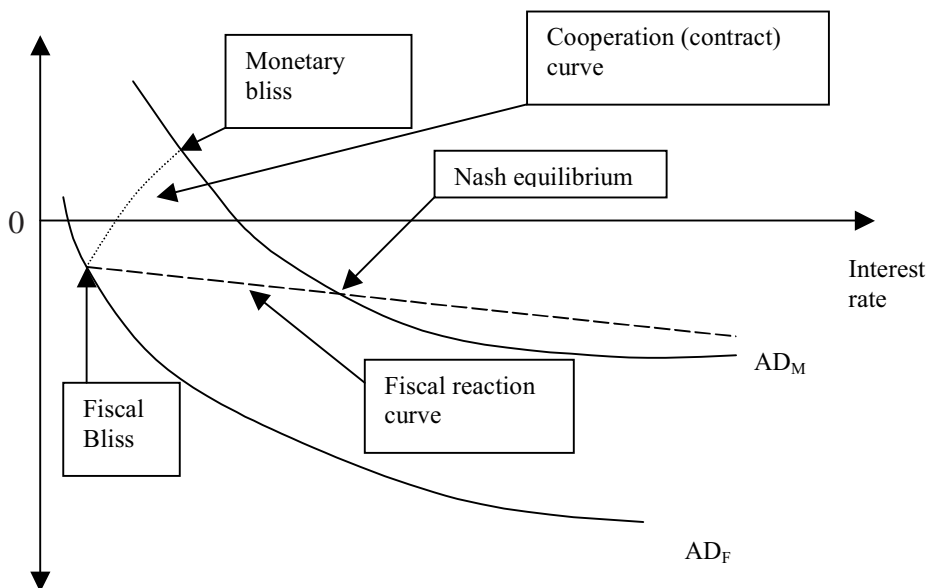 Monetary
bliss
Cooperation (contract)
curve
Nash equilibrium
0
Interest
rate
AD_M
Fiscal reaction
curve
Fiscal
Bliss
AD_F